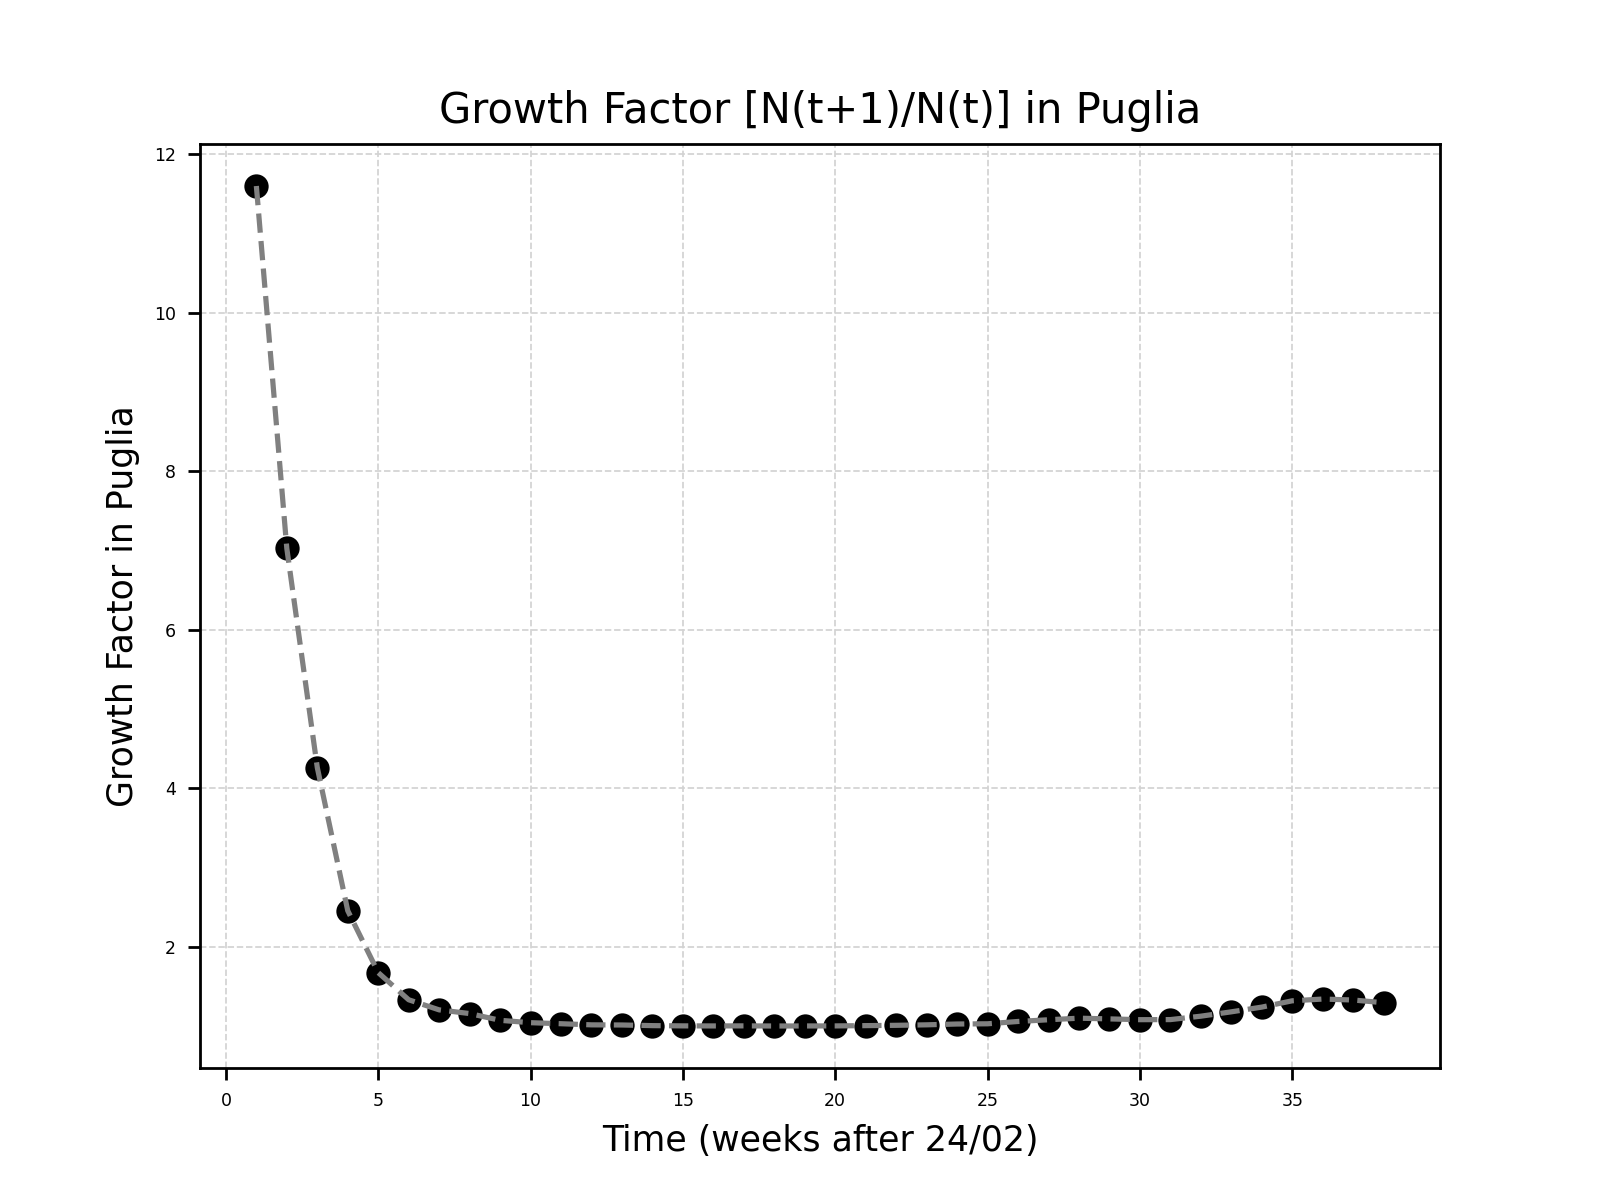 Growth Factor [N(t+1)/N(t)] in Puglia
Growth Factor in Puglia
12
10
8
6
4
2
0 5 10 15 20 25 30 35
Time (weeks after 24/02)